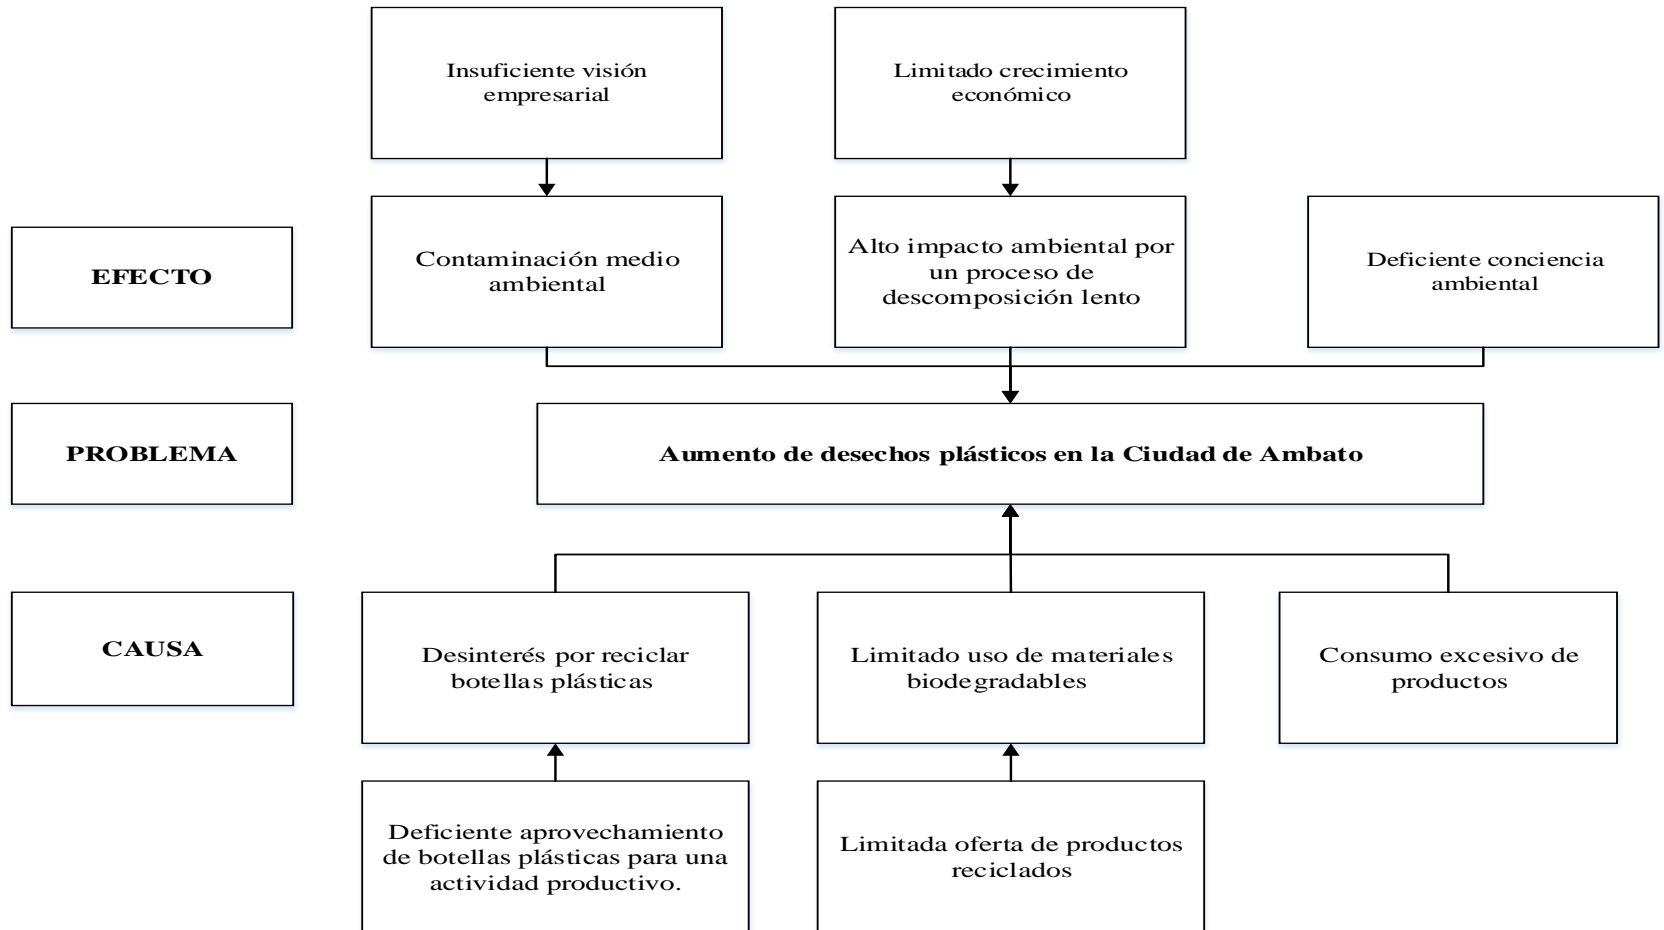 Insuficiente visión
empresarial
Limitado crecimiento
económico
EFECTO
Contaminación medio
ambiental
Alto impacto ambiental por
un proceso de
descomposición lento
Deficiente conciencia
ambiental
PROBLEMA
Aumento de desechos plásticos en la Ciudad de Ambato
CAUSA
Desinterés por reciclar
botellas plásticas
Limitado uso de materiales
biodegradables
Consumo excesivo de
productos
Deficiente aprovechamiento
de botellas plásticas para una
actividad productivo.
Limitada oferta de productos
reciclados